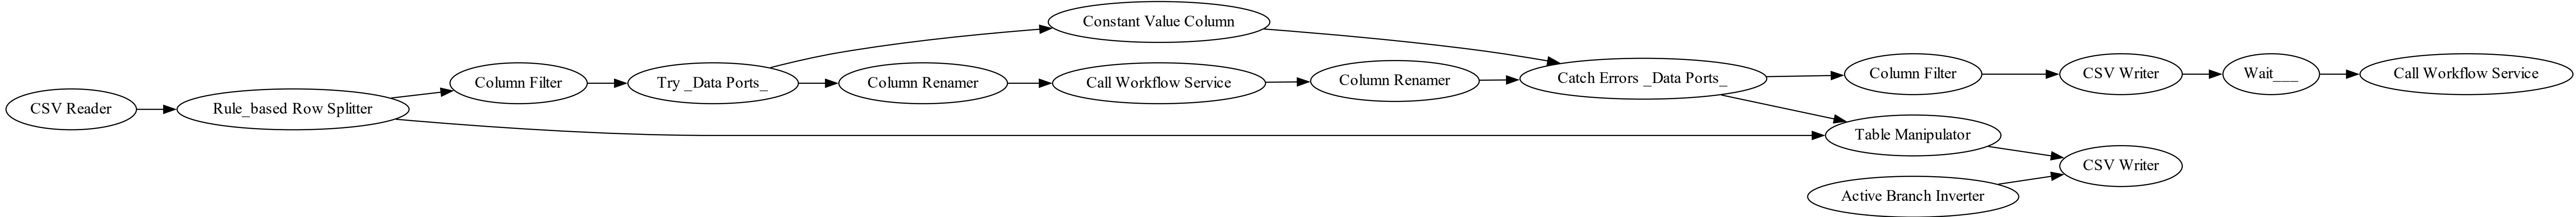 CSV Reader
Rule_based Row Splitter
Column Filter
Try _Data Ports_
Constant Value Column
Column Renamer
Call Workflow Service
Column Renamer
Catch Errors _Data Ports_
Column Filter
CSV Writer
Wait___
Call Workflow Service
Table Manipulator
CSV Writer
Active Branch Inverter